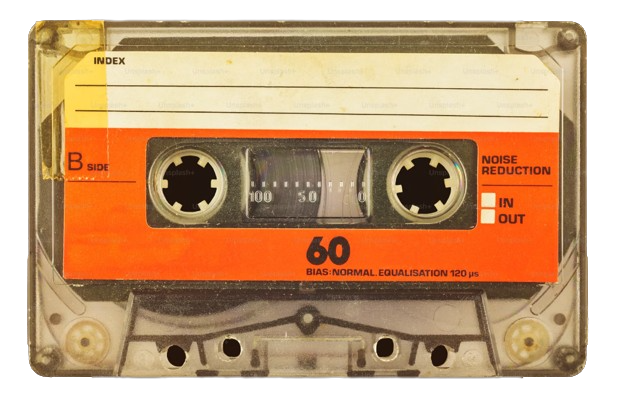 INDEX
B SIDE
NOISE
REDUCTION
IN
OUT
100 50 0
60
BIAS:NORMAL.EQUALISATION 120 µs